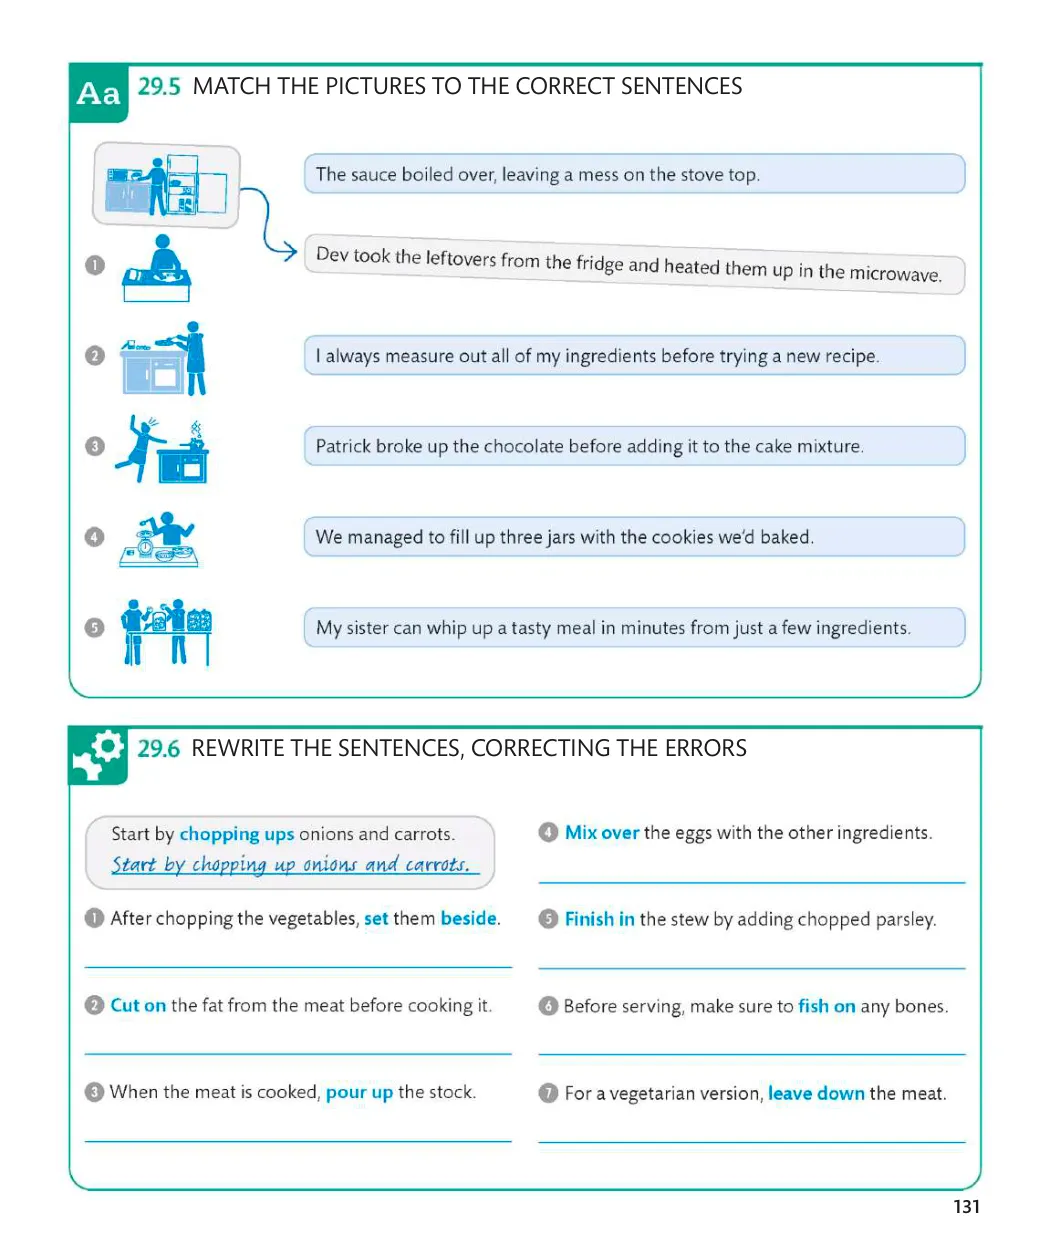 Aa 29.5 MATCH THE PICTURES TO THE CORRECT SENTENCES
The sauce boiled over, leaving a mess on the stove top.
Dev took the leftovers from the fridge and heated them up in the microwave.
1
2 I always measure out all of my ingredients before trying a new recipe.
3 Patrick broke up the chocolate before adding it to the cake mixture.
4 We managed to fill up three jars with the cookies we'd baked.
5 My sister can whip up a tasty meal in minutes from just a few ingredients.
29.6 REWRITE THE SENTENCES, CORRECTING THE ERRORS
Start by chopping ups onions and carrots.
Start by chopping up onions and carrots.
1 After chopping the vegetables, set them beside.
2 Cut on the fat from the meat before cooking it.
3 When the meat is cooked, pour up the stock.
4 Mix over the eggs with the other ingredients.
5 Finish in the stew by adding chopped parsley.
6 Before serving, make sure to fish on any bones.
7 For a vegetarian version, leave down the meat.
131